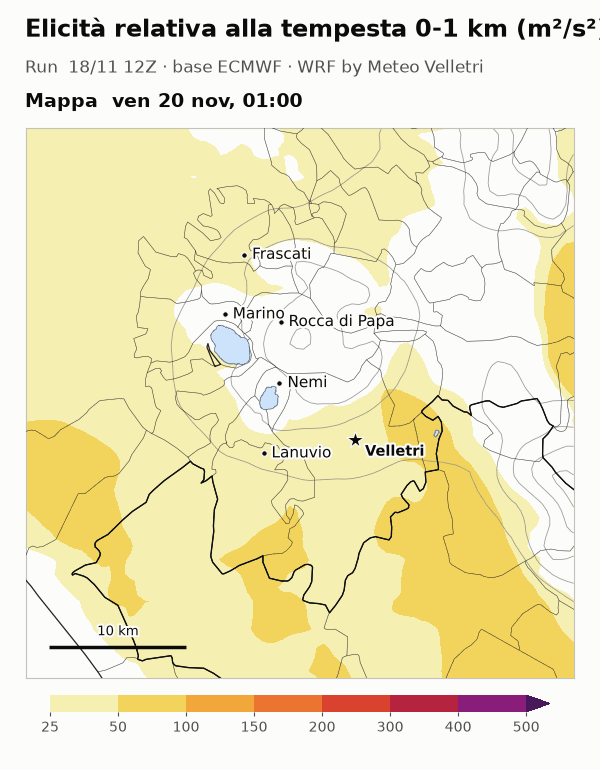 Elicità relativa alla tempesta 0-1 km (m²/s²)
Run  18/11 12Z · base ECMWF · WRF by Meteo Velletri
Mappa  ven 20 nov, 01:00
Frascati
Marino
Rocca di Papa
Nemi
Velletri
Lanuvio
10 km
25 50 100 150 200 300 400 500